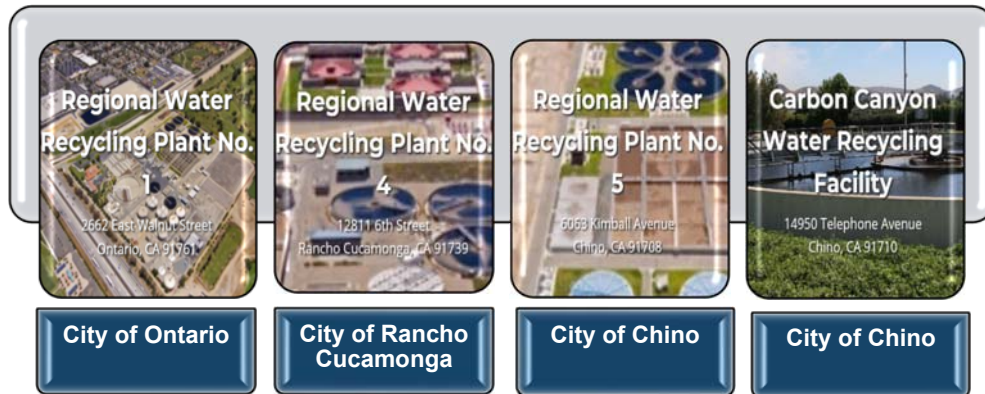 Regional Water
Recycling Plant No.
1
2662 East Walnut Street
Ontario, CA 91761
Regional Water
Recycling Plant No.
4
12811 6th Street
Rancho Cucamonga, CA 91739
Regional Water
Recycling Plant No.
5
6063 Kimball Avenue
Chino, CA 91708
Carbon Canyon
Water Recycling
Facility
14950 Telephone Avenue
Chino, CA 91710
City of Ontario
City of Rancho
Cucamonga
City of Chino
City of Chino